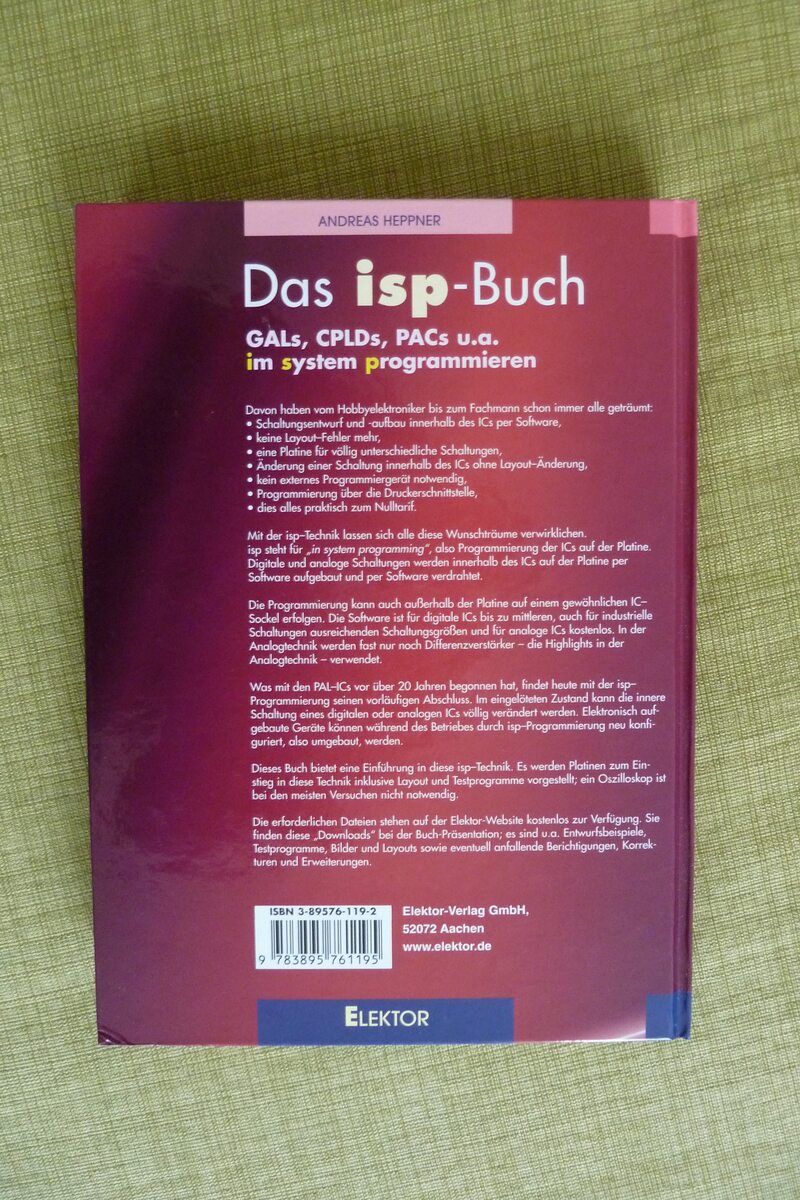 ANDREAS HEPPNER
Das isp-Buch
GALs, CPLDs, PACs u.a.
im system programmieren
Davon haben vom Hobbyelektroniker bis zum Fachmann schon immer alle geträumt:
• Schaltungsentwurf und -aufbau innerhalb des ICs per Software,
• keine Layout–Fehler mehr,
• eine Platine für völlig unterschiedliche Schaltungen,
• Änderung einer Schaltung innerhalb des ICs ohne Layout–Änderung,
• kein externes Programmiergerät notwendig,
• Programmierung über die Druckerschnittstelle,
• dies alles praktisch zum Nulltarif.
Mit der isp–Technik lassen sich alle diese Wunschträume verwirklichen.
isp steht für „in system programming“, also Programmierung der ICs auf der Platine.
Digitale und analoge Schaltungen werden innerhalb des ICs auf der Platine per
Software aufgebaut und per Software verdrahtet.
Die Programmierung kann auch außerhalb der Platine auf einem gewöhnlichen IC–
Sockel erfolgen. Die Software ist für digitale ICs bis zu mittleren, auch für industrielle
Schaltungen ausreichenden Schaltungsgrößen und für analoge ICs kostenlos. In der
Analogtechnik werden fast nur noch Differenzverstärker – die Highlights in der
Analogtechnik – verwendet.
Was mit den PAL–ICs vor über 20 Jahren begonnen hat, findet heute mit der isp–
Programmierung seinen vorläufigen Abschluss. Im eingelöteten Zustand kann die innere
Schaltung eines digitalen oder analogen ICs völlig verändert werden. Elektronisch auf-
gebaute Geräte können während des Betriebes durch isp–Programmierung neu konfi-
guriert, also umgebaut, werden.
Dieses Buch bietet eine Einführung in diese isp–Technik. Es werden Platinen zum Ein-
stieg in diese Technik inklusive Layout und Testprogramme vorgestellt; ein Oszilloskop ist
bei den meisten Versuchen nicht notwendig.
Die erforderlichen Dateien stehen auf der Elektor-Website kostenlos zur Verfügung. Sie
finden diese „Downloads“ bei der Buch-Präsentation; es sind u.a. Entwurfsbeispiele,
Testprogramme, Bilder und Layouts sowie eventuell anfallende Berichtigungen, Korrek-
turen und Erweiterungen.
ISBN 3-89576-119-2
9 783895 761195
Elektor-Verlag GmbH,
52072 Aachen
www.elektor.de
ELEKTOR